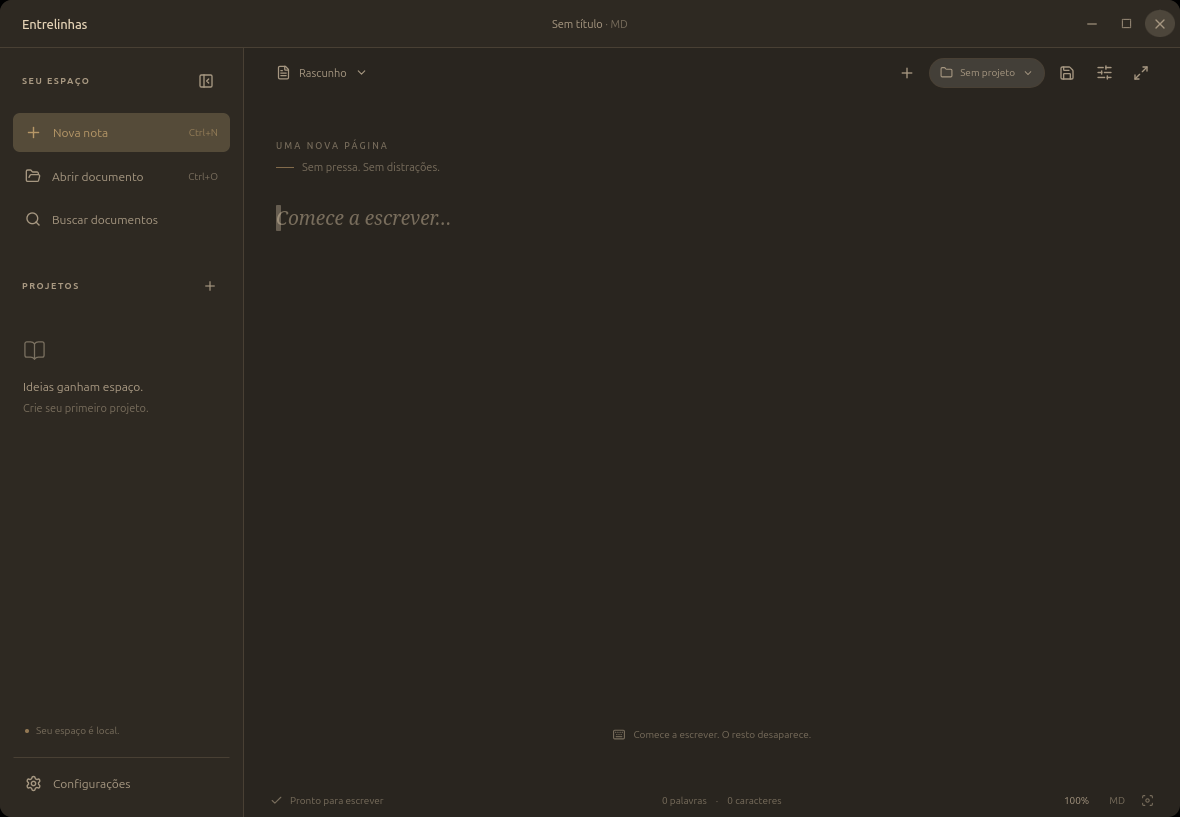 Entrelinhas
Sem título · MD
SEU ESPAÇO
Nova nota Ctrl+N
Abrir documento Ctrl+O
Buscar documentos
PROJETOS
Ideias ganham espaço.
Crie seu primeiro projeto.
Seu espaço é local.
Configurações
Rascunho
Sem projeto
UMA NOVA PÁGINA
Sem pressa. Sem distrações.
Comece a escrever...
Comece a escrever. O resto desaparece.
Pronto para escrever
0 palavras · 0 caracteres
100% MD